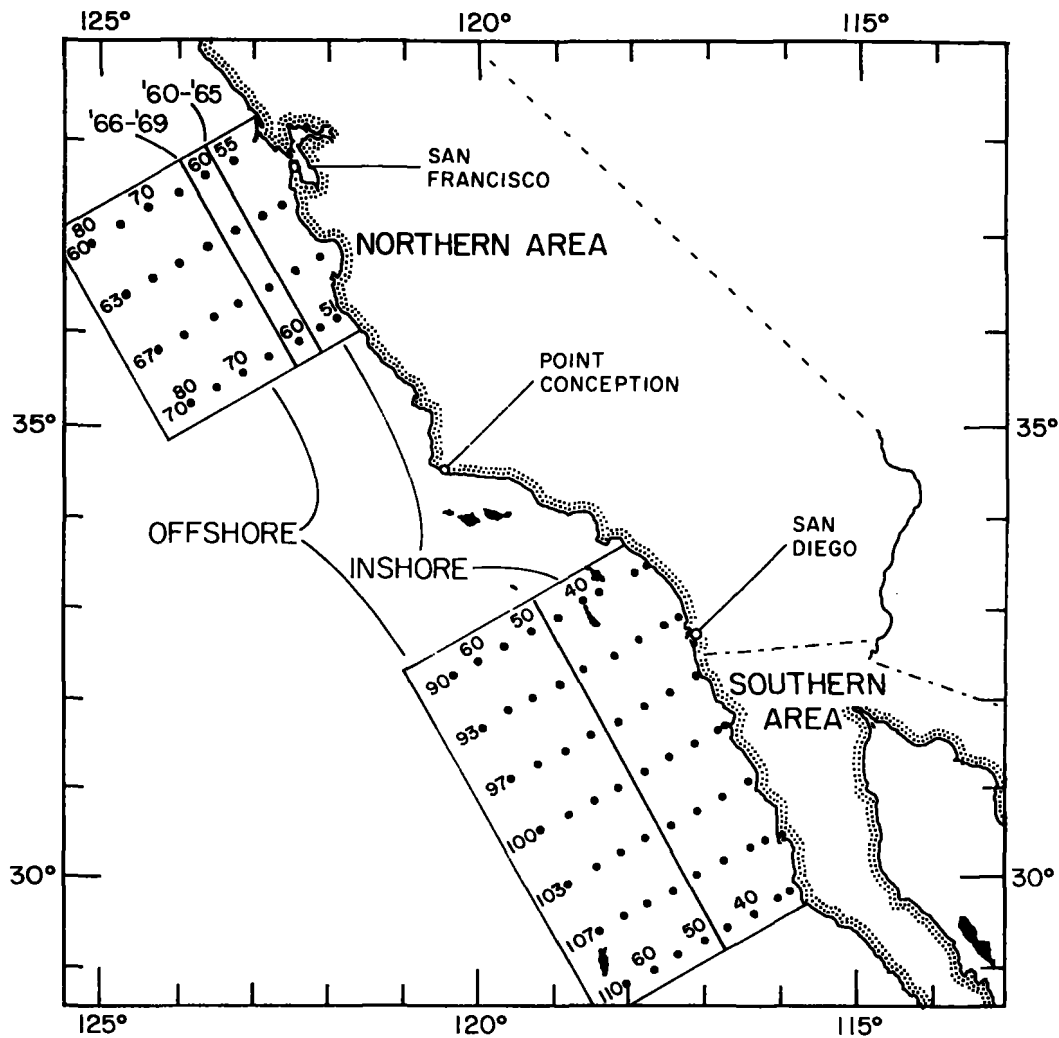 125° 120° 115°
'60-'65
'66-'69
SAN
FRANCISCO
60 55
70
80
60
NORTHERN AREA
63
51
60
67
70
80
70
POINT
CONCEPTION
35° 35°
OFFSHORE
INSHORE
SAN
DIEGO
40
50
60
90
SOUTHERN
AREA
93
97
100
30° 30°
103
40
107
50
60
110
125° 120° 115°